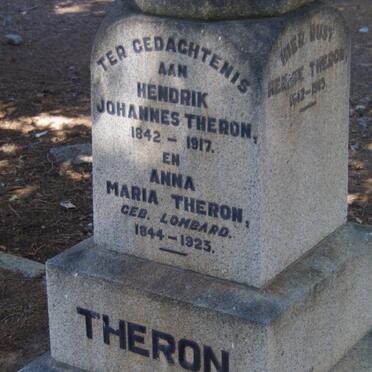 TER GEDACHTENIS
AAN
HENDRIK
JOHANNES THERON,
1842 – 1917.
EN
ANNA
MARIA THERON,
GEB. LOMBARD.
1844 – 1923.
THERON
HIER RUST
THERON